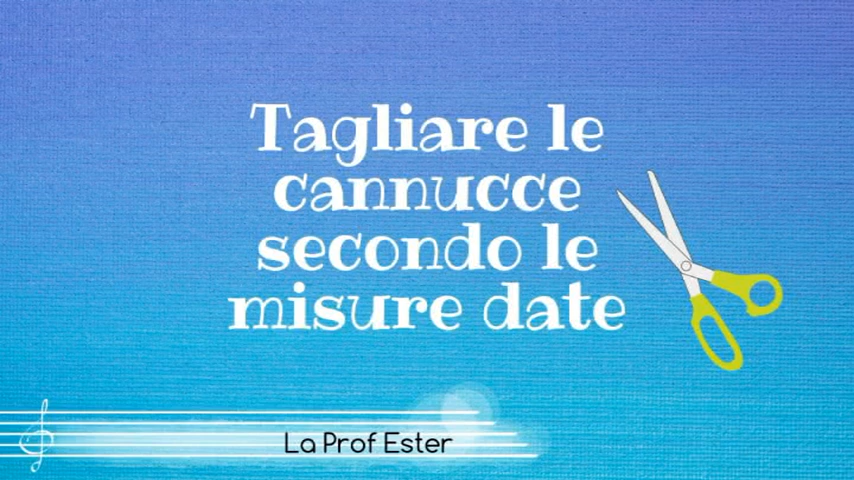 Tagliare le
cannucce
secondo le
misure date
La Prof Ester